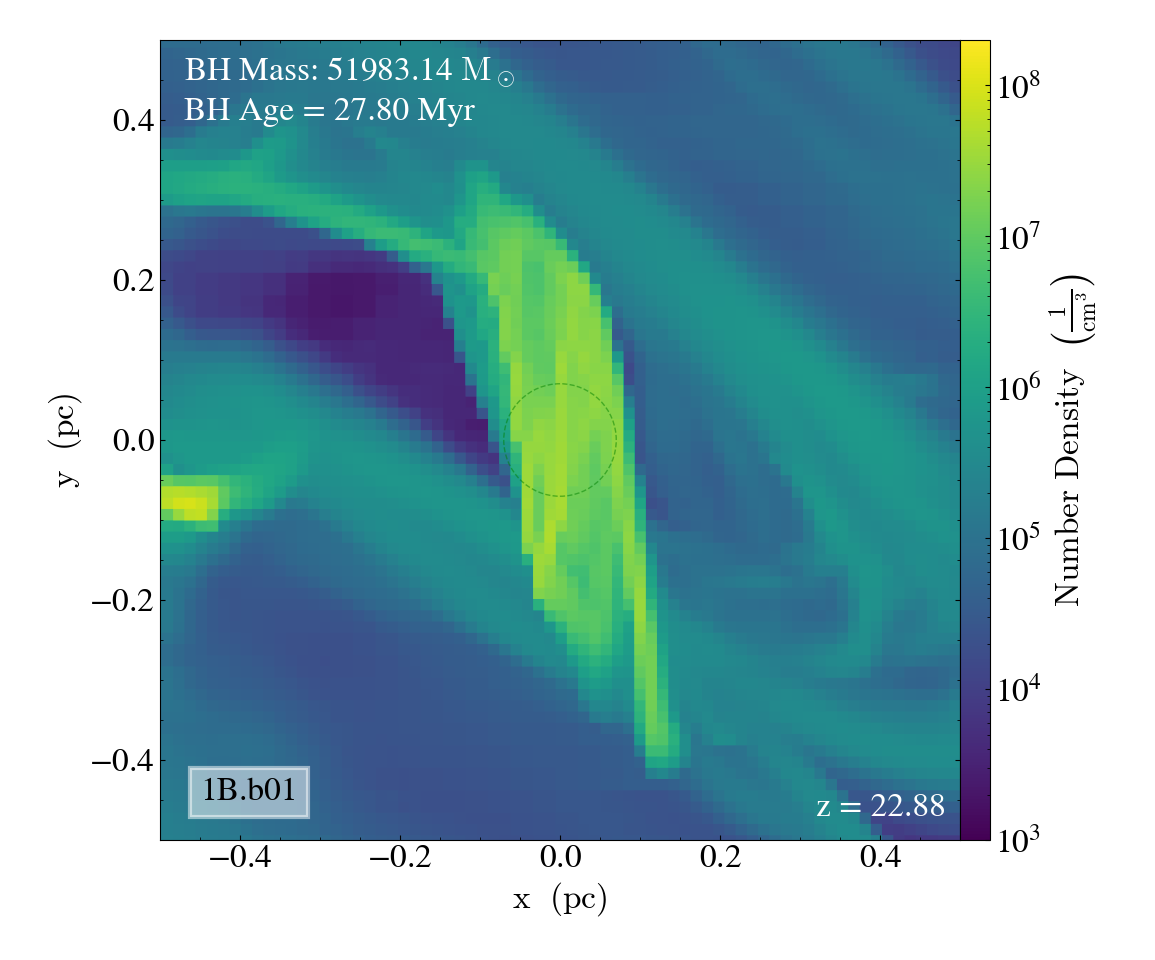 BH Mass: 51983.14 M☉
BH Age = 27.80 Myr
0.4
0.2
0.0
−0.2
−0.4
y (pc)
1B.b01
z = 22.88
−0.4 −0.2 0.0 0.2 0.4
x (pc)
10⁸
10⁷
10⁶
10⁵
10⁴
10³
Number Density (1/cm³)